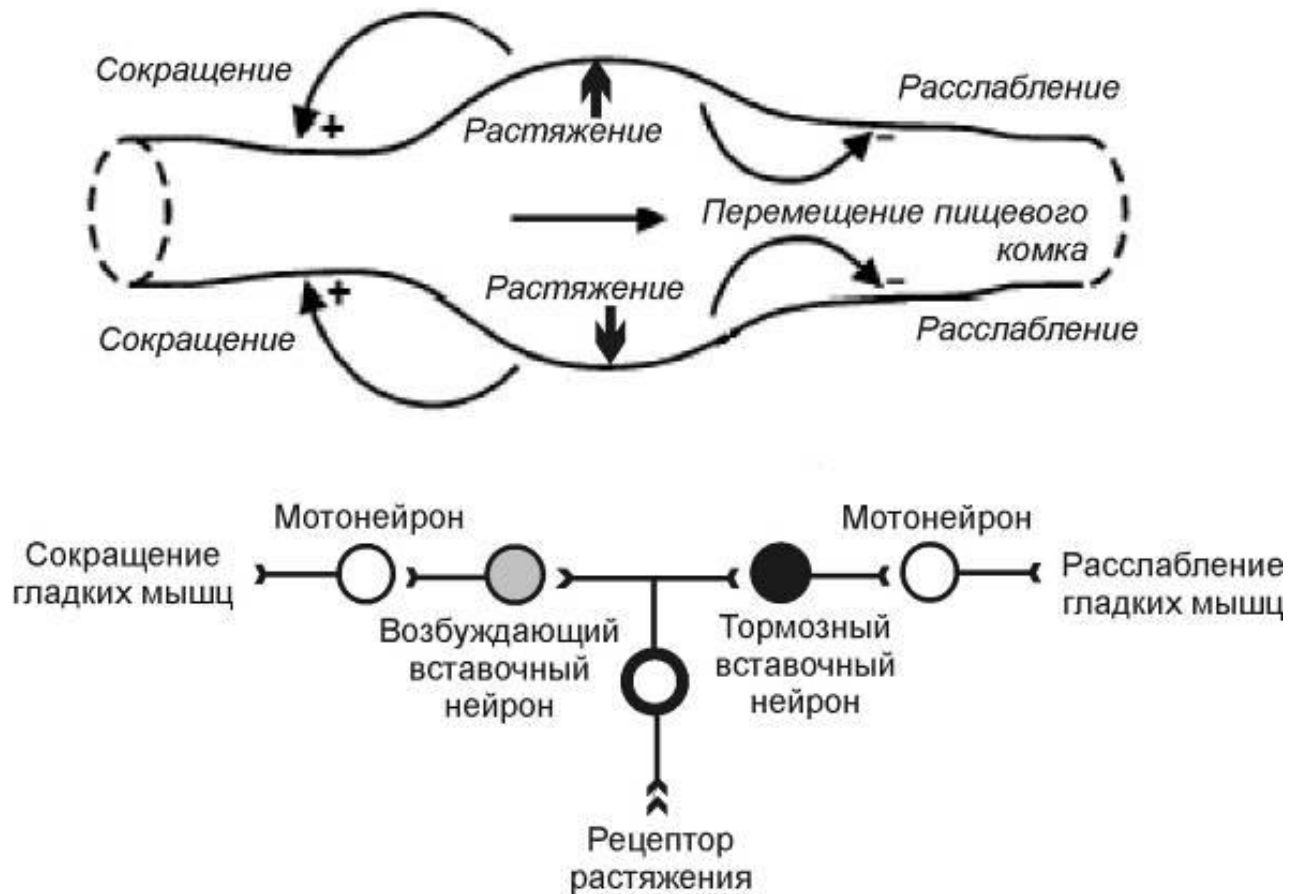 Сокращение
+
Растяжение
Расслабление
-
Перемещение пищевого
комка
Растяжение
-
+
Сокращение
Расслабление
Мотонейрон
Мотонейрон
Сокращение
гладких мышц
Расслабление
гладких мышц
Возбуждающий
вставочный
нейрон
Тормозный
вставочный
нейрон
Рецептор
растяжения